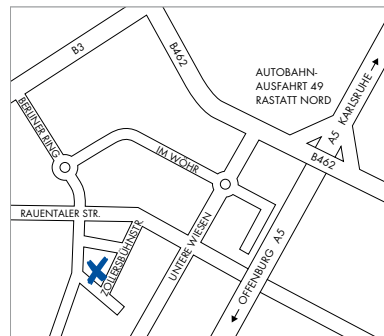 B3
B462
AUTOBAHN-
AUSFAHRT 49
RASTATT NORD
A5 KARLSRUHE
BERLINER RING
IM WÖHR
B462
RAUENTALER STR.
ZOLLERSBÜHNSTR.
UNTERE WIESEN
OFFENBURG A5